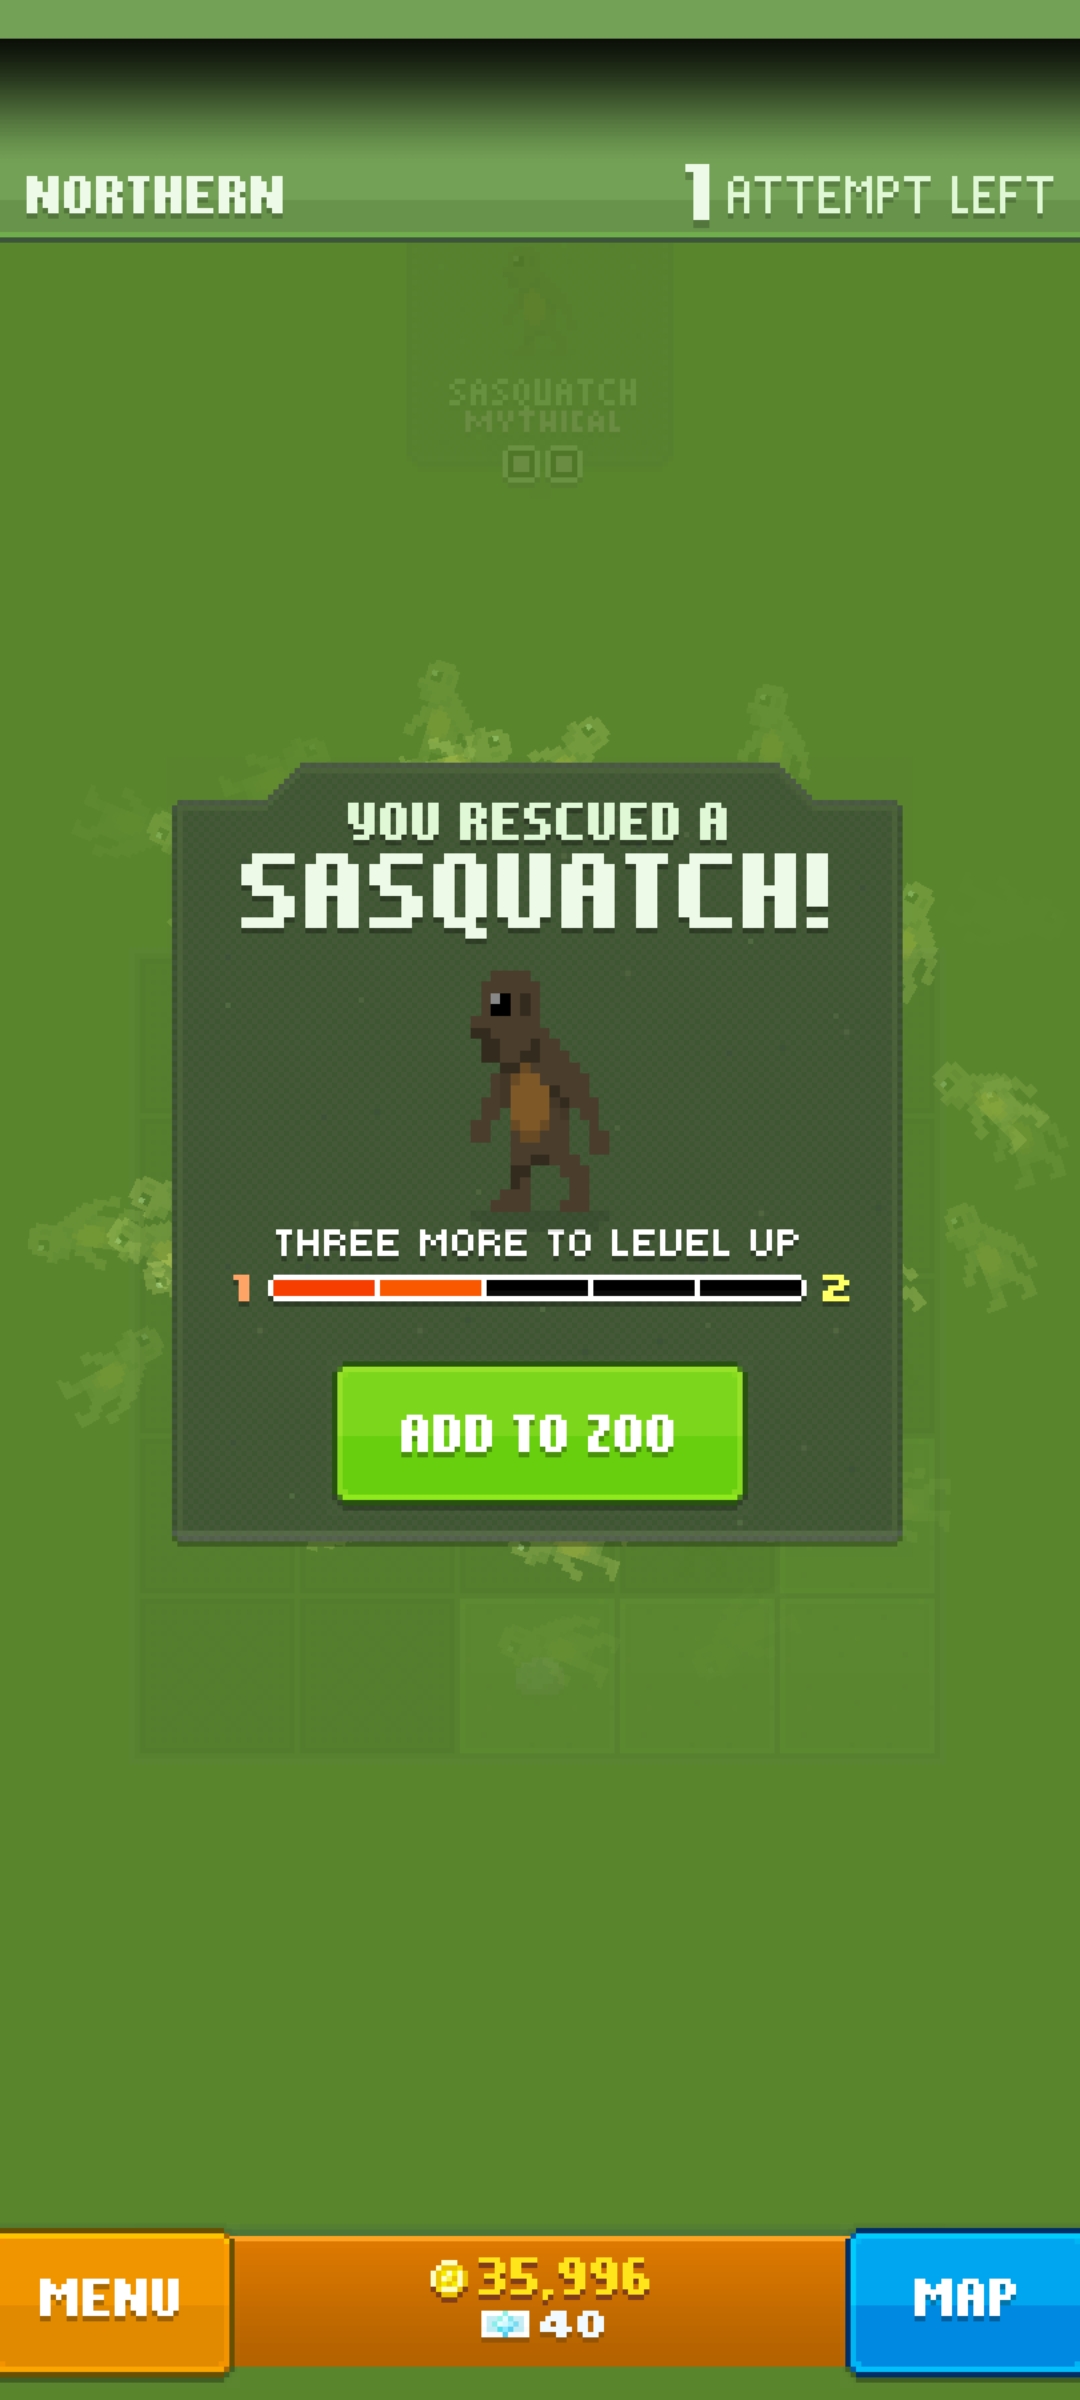 NORTHERN
1 ATTEMPT LEFT
SASQUATCH
MYTHICAL
YOU RESCUED A
SASQUATCH!
THREE MORE TO LEVEL UP
1 2
ADD TO ZOO
MENU
35,996
40
MAP